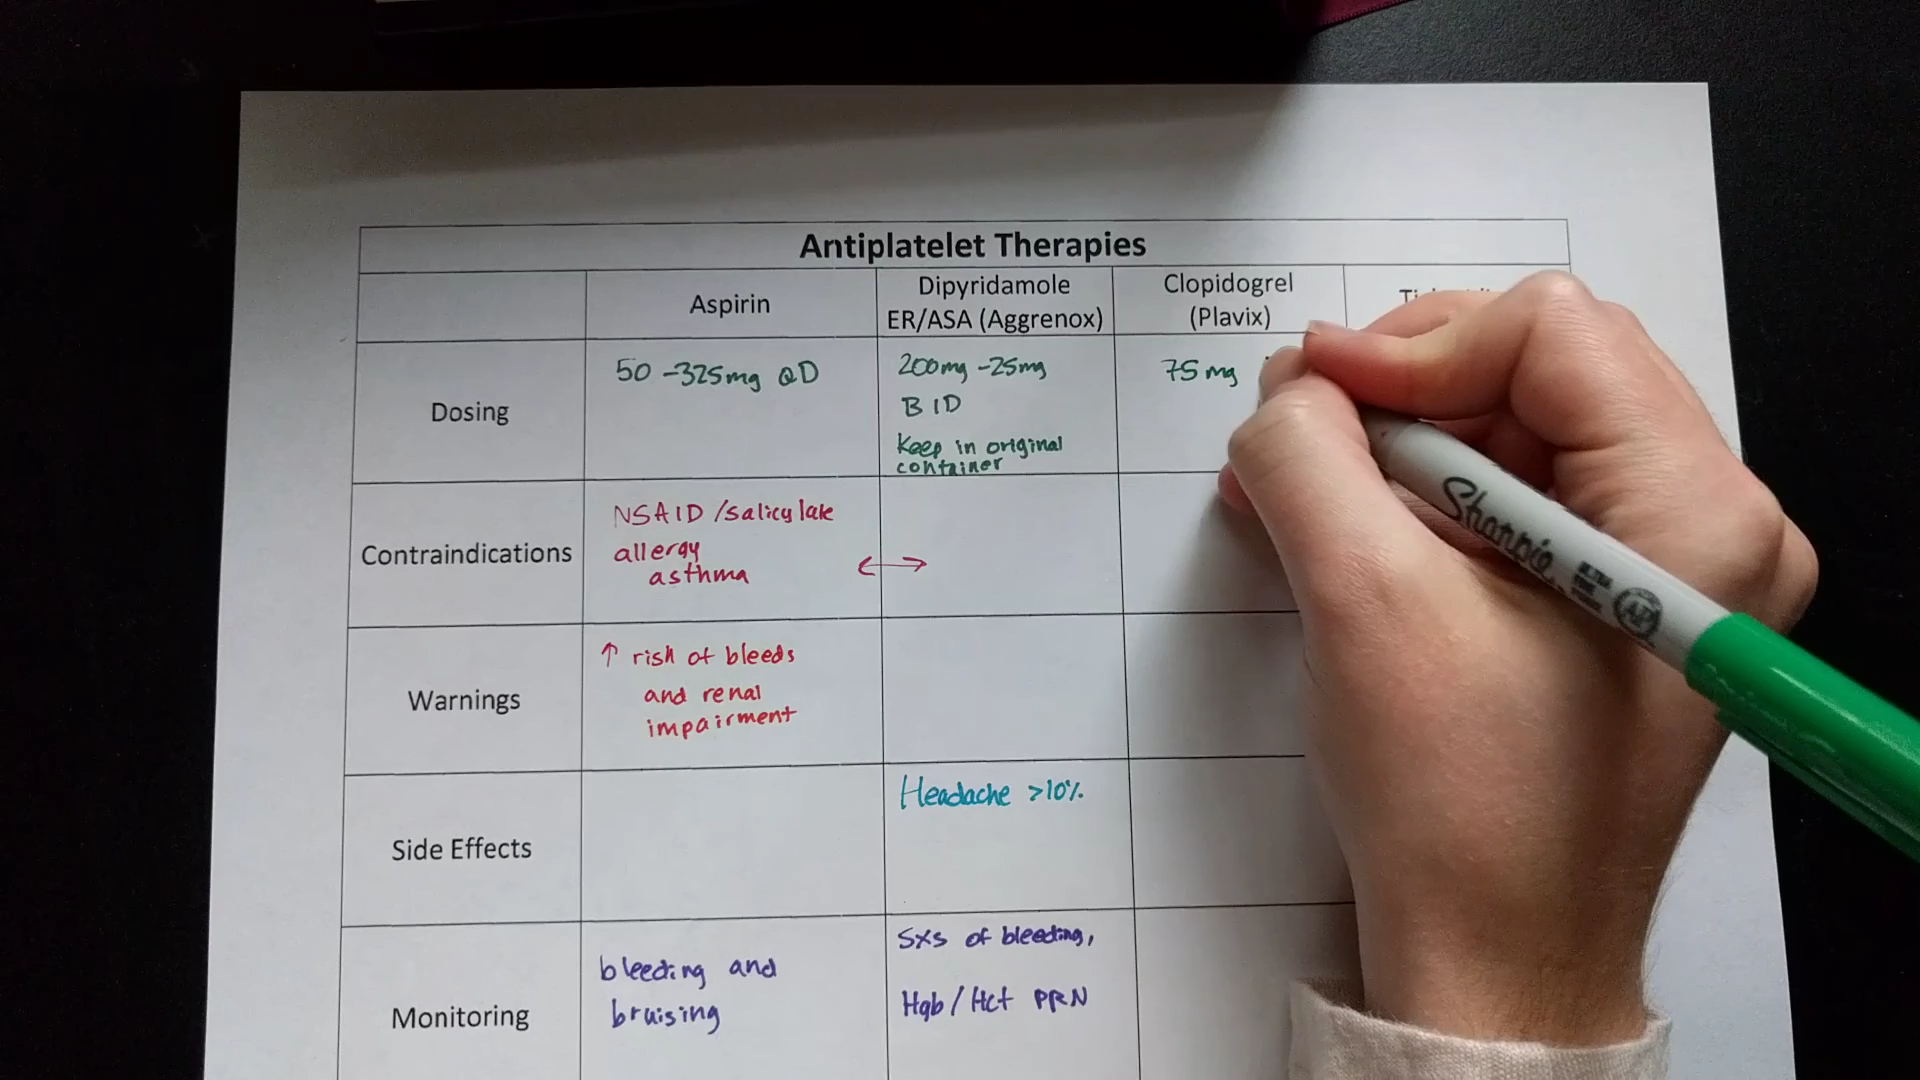 Antiplatelet Therapies
Aspirin
Dipyridamole
ER/ASA (Aggrenox)
Clopidogrel
(Plavix)
Dosing
50-325mg QD
200mg-25mg
BID
Keep in original
container
75mg
Contraindications
NSAID/salicylate
allergy
asthma
Warnings
↑ risk of bleeds
and renal
impairment
Side Effects
Headache >10%
Monitoring
bleeding and
bruising
Sxs of bleeding,
Hgb/Hct PRN
Sharpie
AP